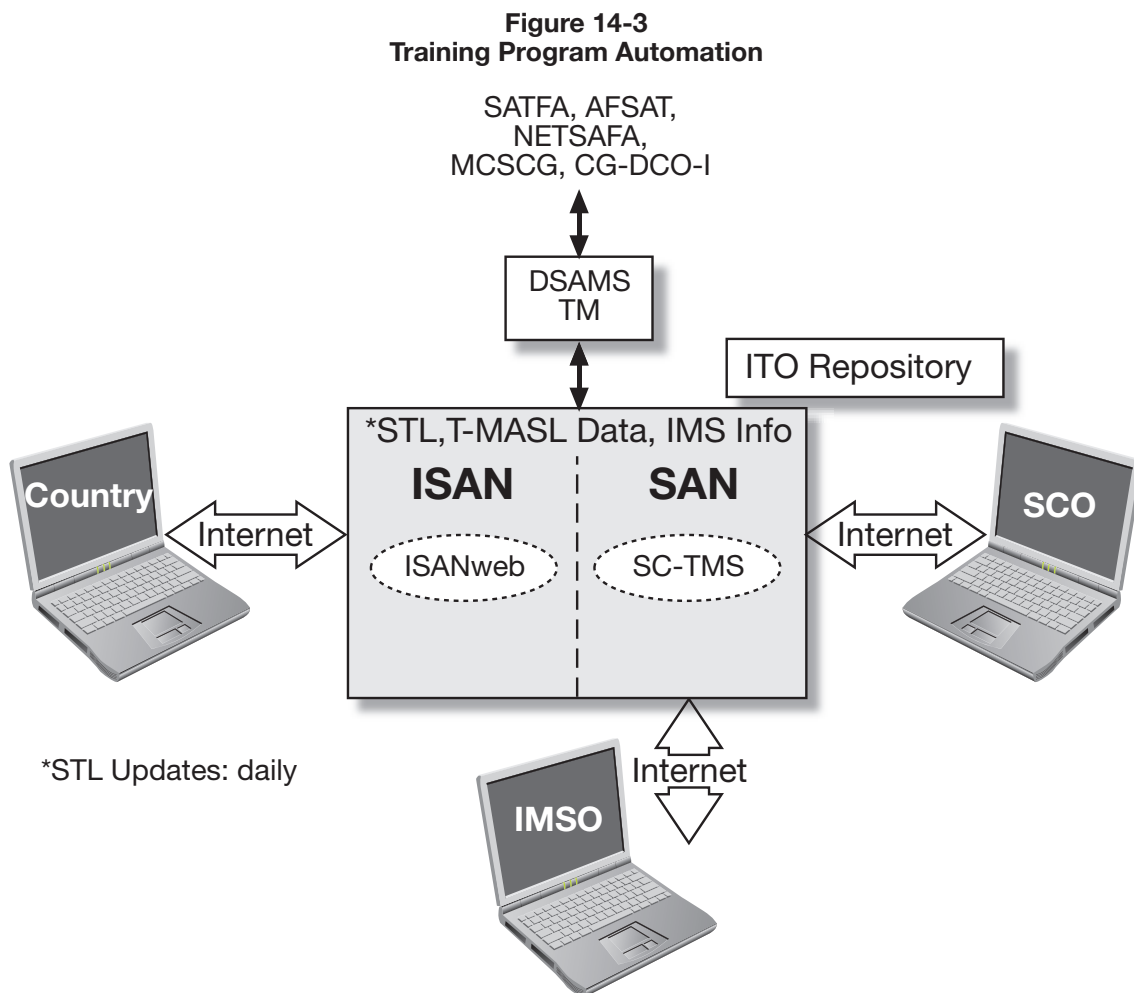 Figure 14-3
Training Program Automation
SATFA, AFSAT,
NETSAFA,
MCSCG, CG-DCO-I
DSAMS
TM
ITO Repository
*STL,T-MASL Data, IMS Info
ISAN
SAN
Country
Internet
ISANweb
SC-TMS
Internet
SCO
*STL Updates: daily
Internet
IMSO